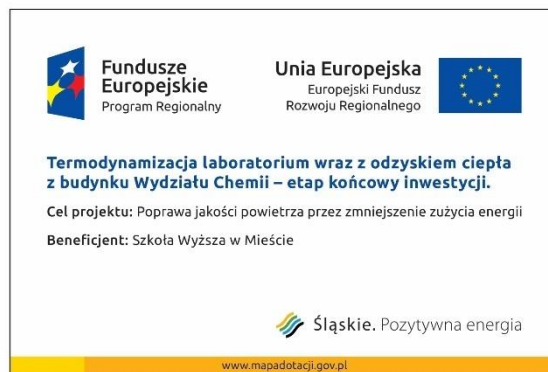 Fundusze
Europejskie
Program Regionalny
Unia Europejska
Europejski Fundusz
Rozwoju Regionalnego
Termodynamizacja laboratorium wraz z odzyskiem ciepła
z budynku Wydziału Chemii – etap końcowy inwestycji.
Cel projektu: Poprawa jakości powietrza przez zmniejszenie zużycia energii
Beneficjent: Szkoła Wyższa w Mieście
Śląskie. Pozytywna energia
www.mapadotacji.gov.pl